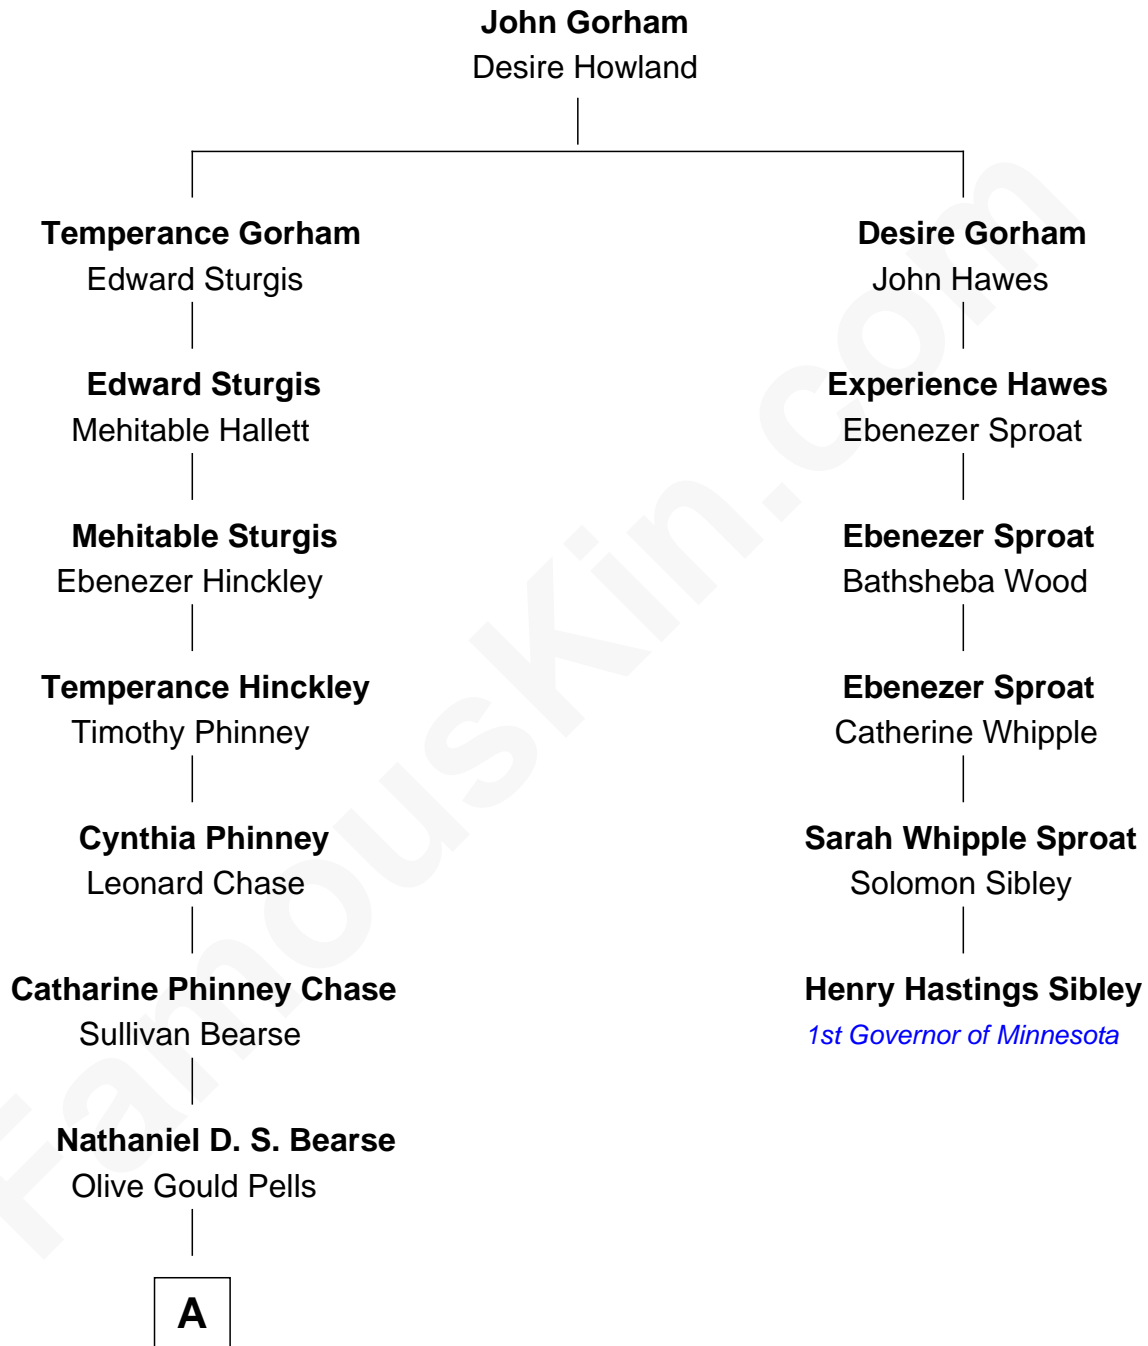 John Gorham
Desire Howland
Temperance Gorham
Edward Sturgis
Desire Gorham
John Hawes
Edward Sturgis
Mehitable Hallett
Experience Hawes
Ebenezer Sproat
Mehitable Sturgis
Ebenezer Hinckley
Ebenezer Sproat
Bathsheba Wood
Temperance Hinckley
Timothy Phinney
Ebenezer Sproat
Catherine Whipple
Cynthia Phinney
Leonard Chase
Sarah Whipple Sproat
Solomon Sibley
Catharine Phinney Chase
Sullivan Bearse
Henry Hastings Sibley
1st Governor of Minnesota
Nathaniel D. S. Bearse
Olive Gould Pells
A
FamousKin.com